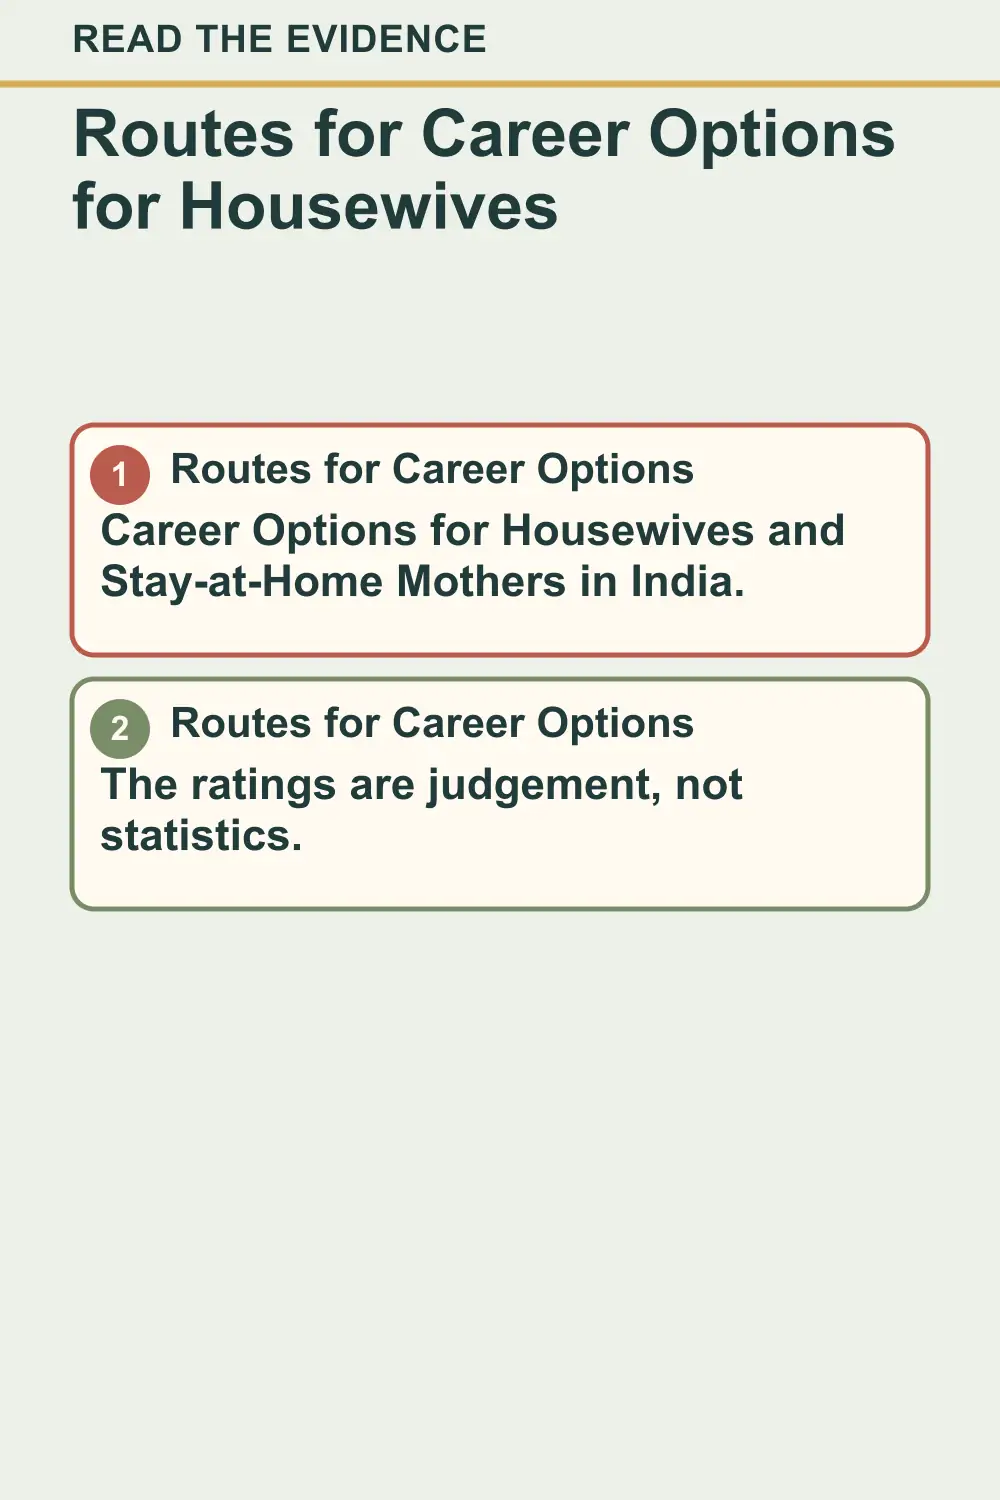 READ THE EVIDENCE
Routes for Career Options
for Housewives
1 Routes for Career Options
Career Options for Housewives and
Stay-at-Home Mothers in India.
2 Routes for Career Options
The ratings are judgement, not
statistics.